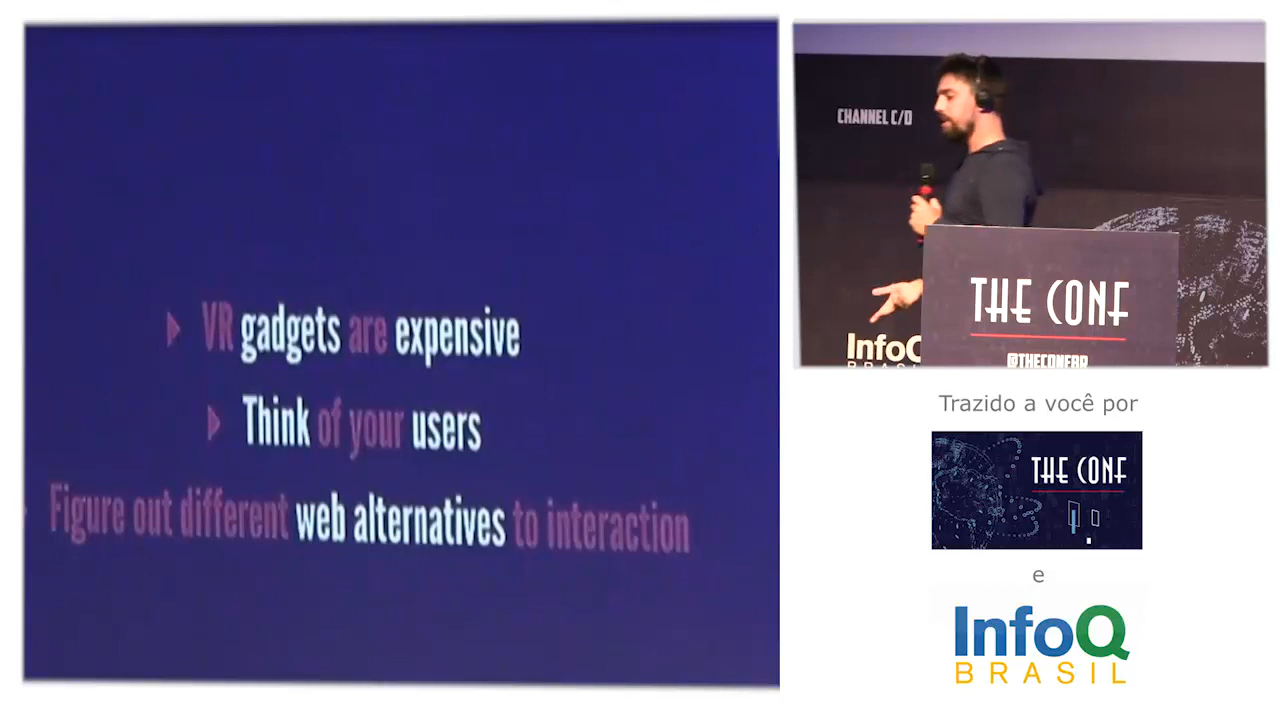 VR gadgets are expensive
Think of your users
Figure out different web alternatives to interaction
CHANNEL C/D
THE CONF
@THECONFBR
InfoQ
BRASIL
Trazido a você por
THE CONF
e
InfoQ
BRASIL